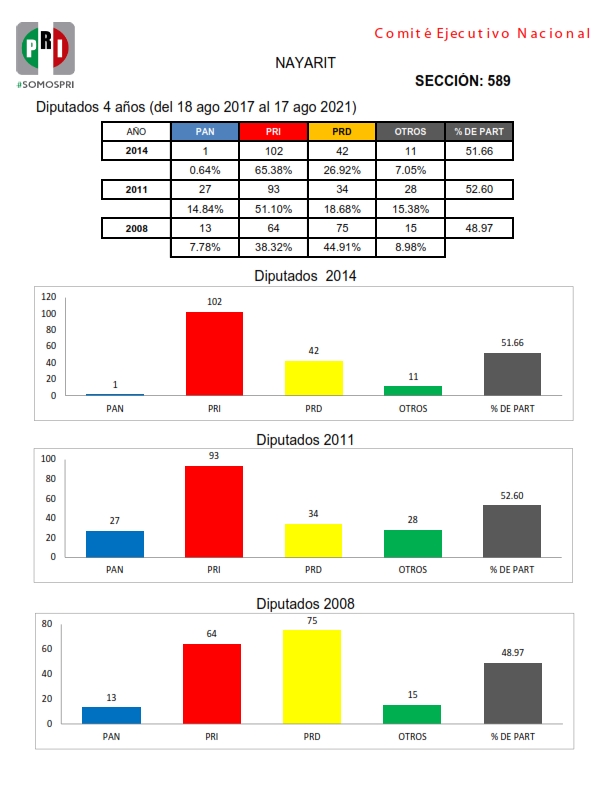 Comité Ejecutivo Nacional
PRI
#SOMOSPRI
NAYARIT
SECCIÓN: 589
Diputados 4 años (del 18 ago 2017 al 17 ago 2021)
AÑO PAN PRI PRD OTROS % DE PART
2014 1 102 42 11 51.66
0.64% 65.38% 26.92% 7.05%
2011 27 93 34 28 52.60
14.84% 51.10% 18.68% 15.38%
2008 13 64 75 15 48.97
7.78% 38.32% 44.91% 8.98%
Diputados 2014
120
100
80
60
40
20
0
1 102 42 11 51.66
PAN PRI PRD OTROS % DE PART
Diputados 2011
100
80
60
40
20
0
27 93 34 28 52.60
PAN PRI PRD OTROS % DE PART
Diputados 2008
80
60
40
20
0
13 64 75 15 48.97
PAN PRI PRD OTROS % DE PART